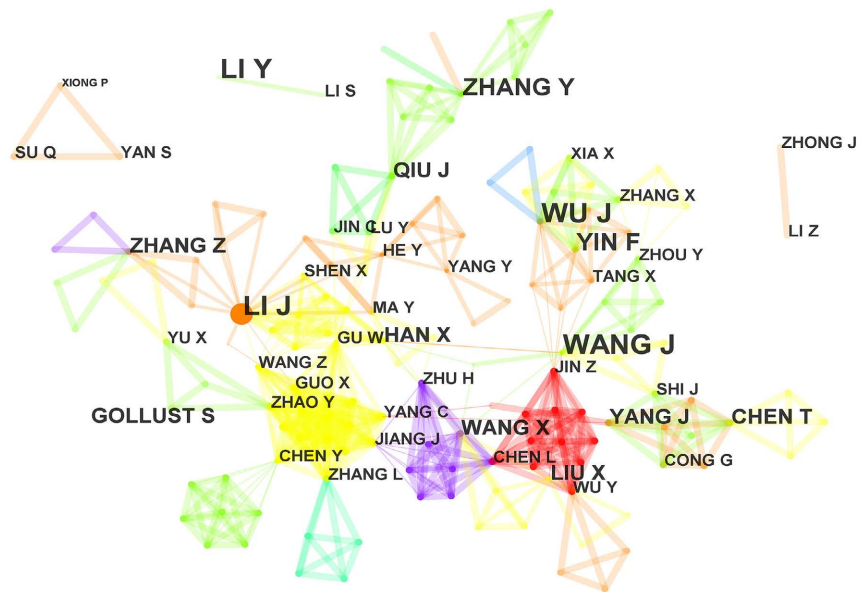 LI Y
XIONG P
ZHANG Y
LI S
ZHONG J
SU Q
YAN S
XIA X
QIU J
ZHANG X
WU J
JIN C
LU Y
LI Z
ZHANG Z
HE Y
YIN F
ZHOU Y
SHEN X
YANG Y
TANG X
LI J
MA Y
YU X
GU W
HAN X
WANG J
WANG Z
JIN Z
GUO X
ZHU H
SHI J
ZHAO Y
GOLLUST S
YANG C
YANG J
CHEN T
WANG X
JIANG J
CHEN Y
CHEN L
CONG G
ZHANG L
LIU X
WU Y